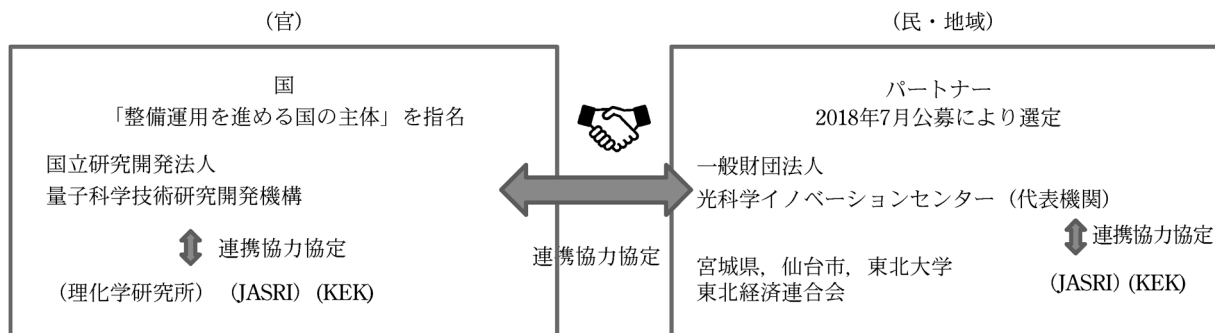 （官）
国
「整備運用を進める国の主体」を指名
国立研究開発法人
量子科学技術研究開発機構
連携協力協定
（理化学研究所）（JASRI）(KEK)
連携協力協定
（民・地域）
パートナー
2018年7月公募により選定
一般財団法人
光科学イノベーションセンター（代表機関）
連携協力協定
宮城県，仙台市，東北大学
東北経済連合会
(JASRI) (KEK)